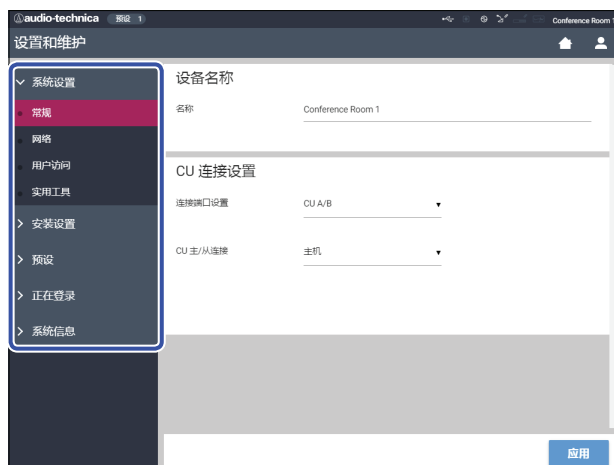 audio-technica 预设 1 Conference Room 1
设置和维护
系统设置
常规
网络
用户访问
实用工具
安装设置
预设
正在登录
系统信息
设备名称
名称 Conference Room 1
CU 连接设置
连接端口设置 CU A/B
CU 主/从连接 主机
应用